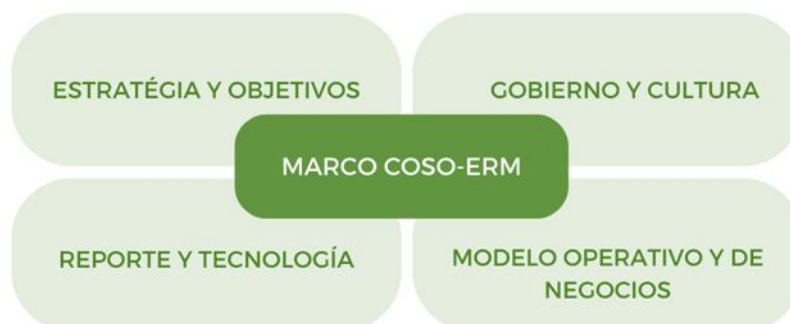 ESTRATÉGIA Y OBJETIVOS
GOBIERNO Y CULTURA
MARCO COSO-ERM
REPORTE Y TECNOLOGÍA
MODELO OPERATIVO Y DE
NEGOCIOS